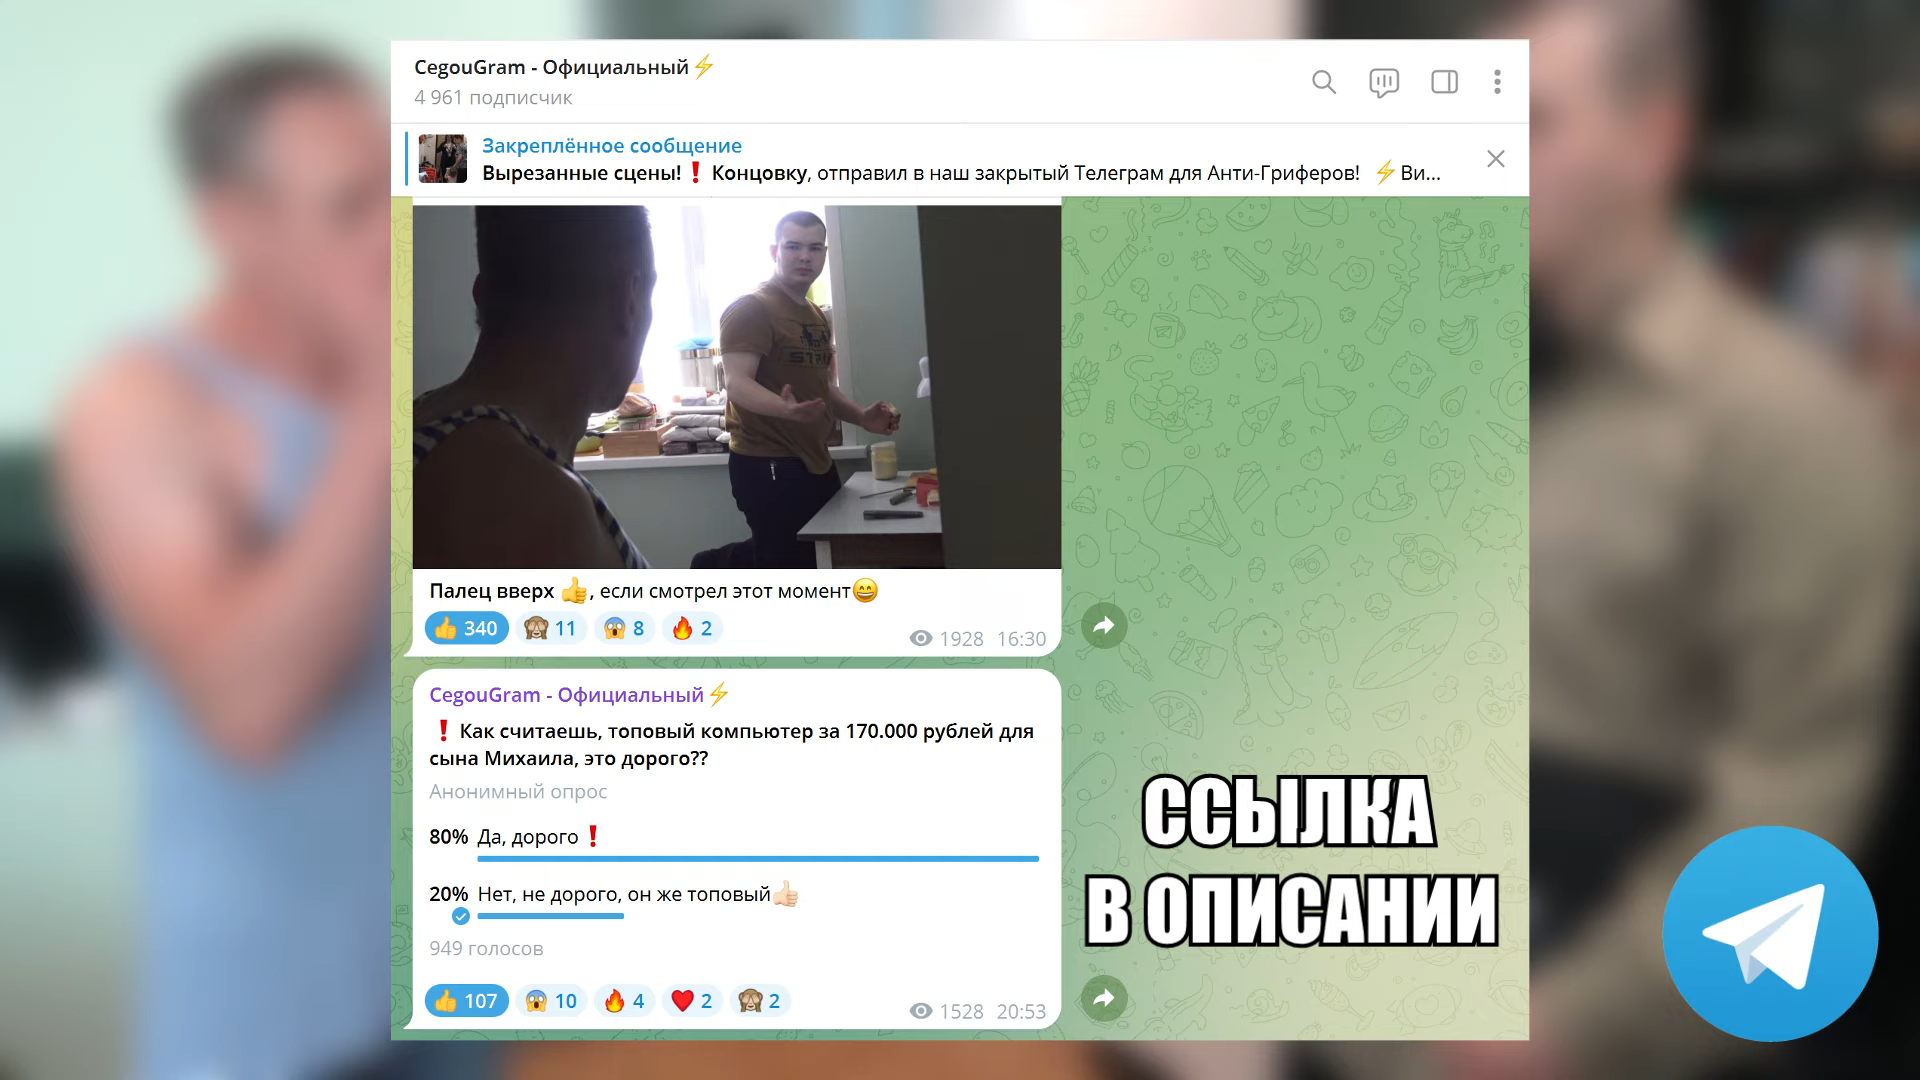 CegouGram - Официальный⚡
4 961 подписчик
Закреплённое сообщение
Вырезанные сцены!❗ Концовку, отправил в наш закрытый Телеграм для Анти-Гриферов! ⚡Ви...
Палец вверх 👍, если смотрел этот момент😄
👍 340 🙈 11 😱 8 🔥 2
1928 16:30
CegouGram - Официальный⚡
❗ Как считаешь, топовый компьютер за 170.000 рублей для
сына Михаила, это дорого??
Анонимный опрос
80% Да, дорого❗
20% Нет, не дорого, он же топовый👍🏻
949 голосов
👍 107 😱 10 🔥 4 ❤️ 2 🙈 2
1528 20:53
ССЫЛКА
В ОПИСАНИИ